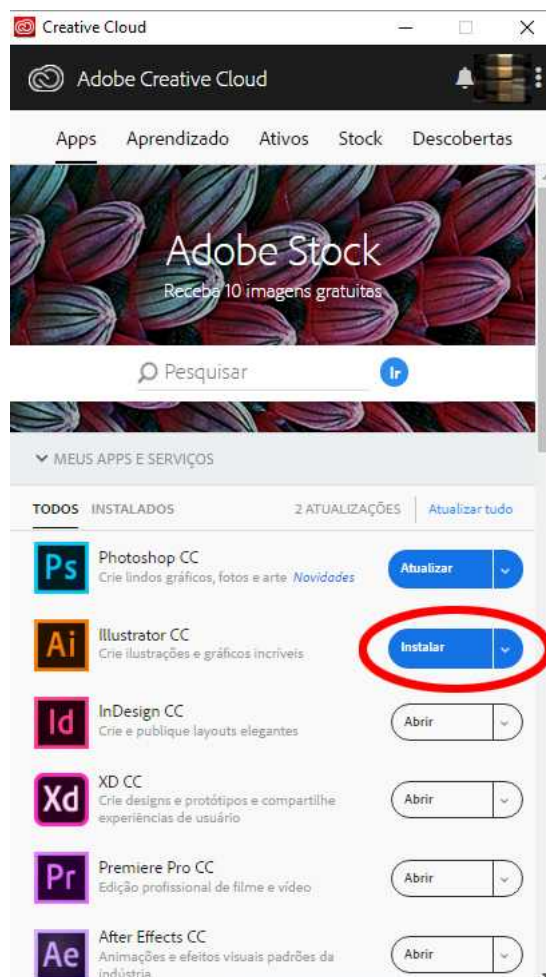 Creative Cloud
Adobe Creative Cloud
Apps Aprendizado Ativos Stock Descobertas
Adobe Stock
Receba 10 imagens gratuitas
Pesquisar Ir
MEUS APPS E SERVIÇOS
TODOS INSTALADOS 2 ATUALIZAÇÕES Atualizar tudo
Ps Photoshop CC Atualizar
Crie lindos gráficos, fotos e arte Novidades
Ai Illustrator CC Instalar
Crie ilustrações e gráficos incríveis
Id InDesign CC Abrir
Crie e publique layouts elegantes
Xd XD CC Abrir
Crie designs e protótipos e compartilhe
experiências de usuário
Pr Premiere Pro CC Abrir
Edição profissional de filme e vídeo
Ae After Effects CC Abrir
Animações e efeitos visuais padrões da
indústria